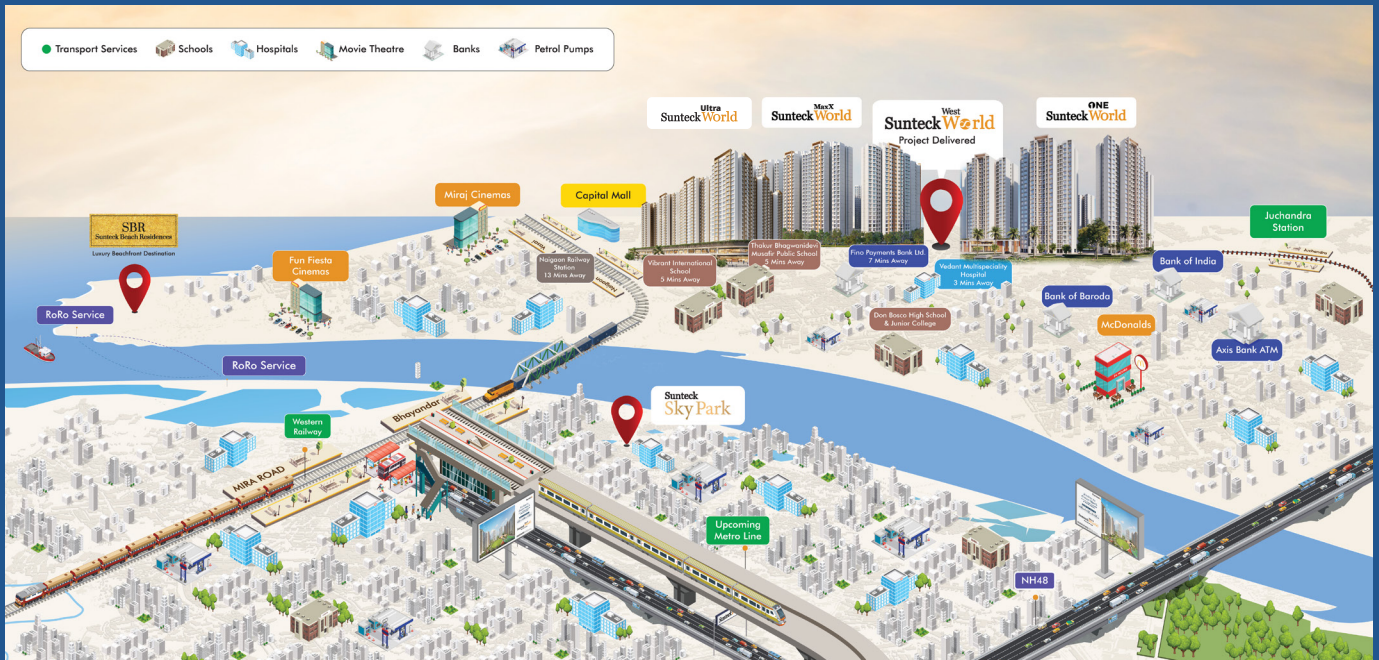 Transport Services
Schools
Hospitals
Movie Theatre
Banks
Petrol Pumps
Ultra
Sunteck World
MaxX
Sunteck World
West
Sunteck World
Project Delivered
ONE
Sunteck World
Miraj Cinemas
Capital Mall
SBR
Sunteck Beach Residences
Luxury Beachfront Destination
Fun Fiesta
Cinemas
Naigaon Railway
Station
13 Mins Away
Vibrant International
School
5 Mins Away
Thakur Bhagwanidevi
Musafir Public School
5 Mins Away
Fino Payments Bank Ltd.
7 Mins Away
Vedant Multispeciality
Hospital
3 Mins Away
Juchandra
Station
Bank of India
Bank of Baroda
McDonalds
Axis Bank ATM
Don Bosco High School
& Junior College
RoRo Service
RoRo Service
Bhayandar
Western
Railway
MIRA ROAD
Sunteck
Sky Park
Upcoming
Metro Line
NH48